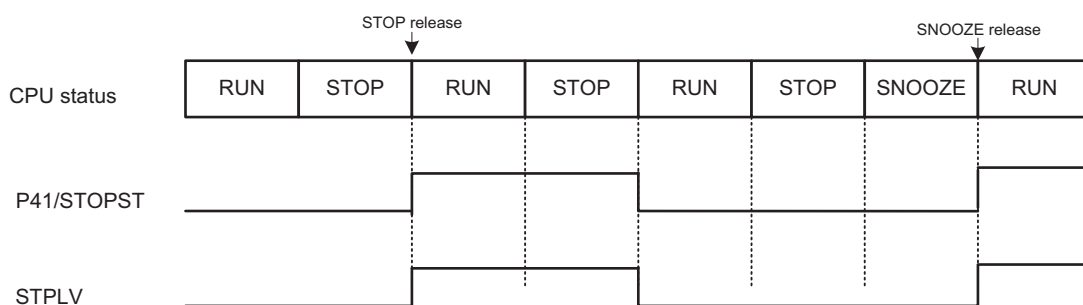 STOP release
SNOOZE release
CPU status RUN STOP RUN STOP RUN STOP SNOOZE RUN
P41/STOPST
STPLV